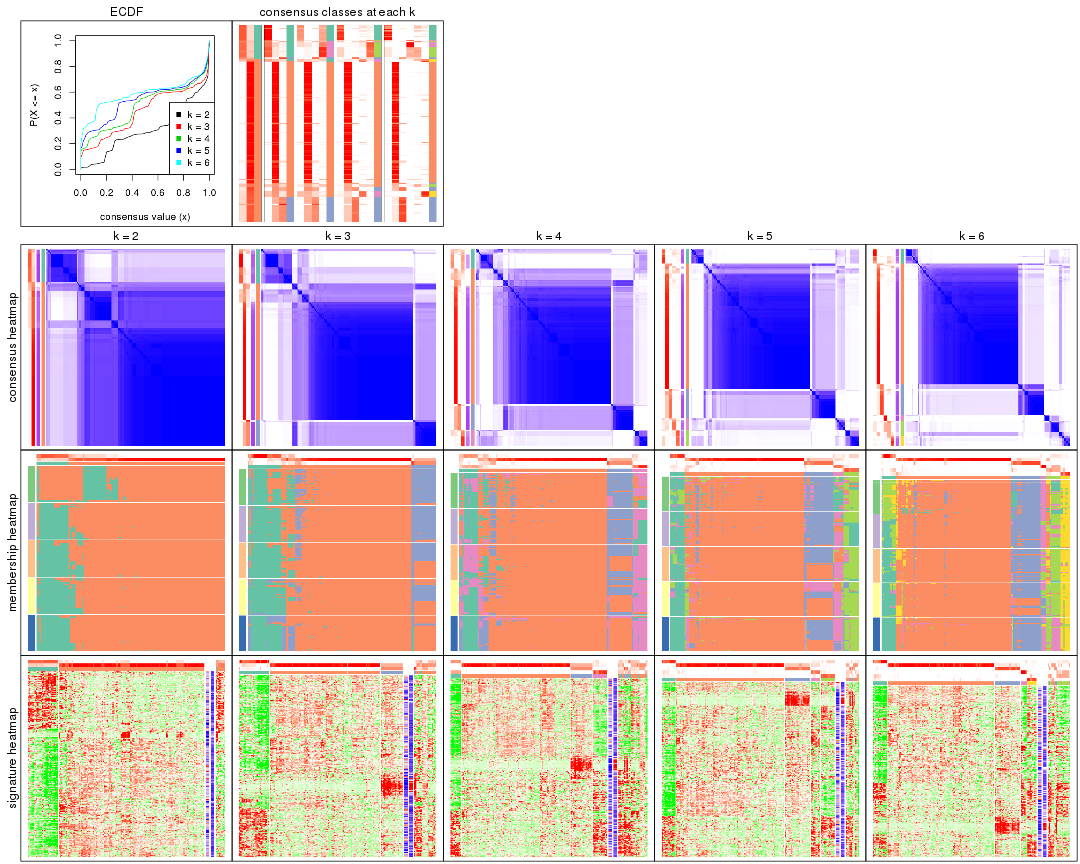 ECDF
consensus classes at each k
P(X <= x)
1.0
0.8
0.6
0.4
0.2
0.0
k = 2
k = 3
k = 4
k = 5
k = 6
0.0 0.2 0.4 0.6 0.8 1.0
consensus value (x)
k = 2
k = 3
k = 4
k = 5
k = 6
consensus heatmap
membership heatmap
signature heatmap